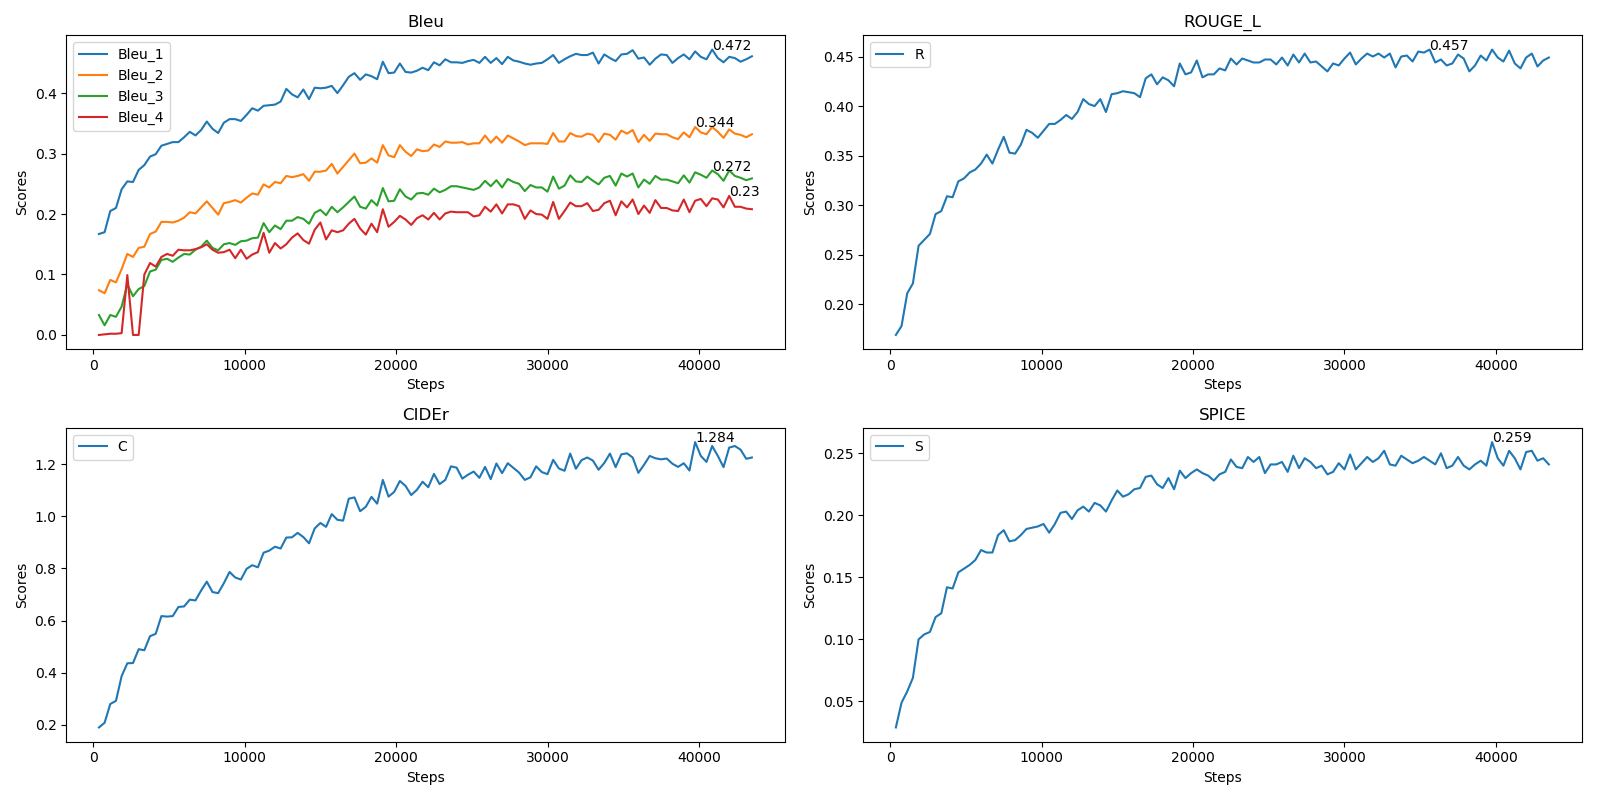 Bleu
Bleu_1
Bleu_2
Bleu_3
Bleu_4
0.472
0.344
0.272
0.23
Scores
0.4
0.3
0.2
0.1
0.0
0 10000 20000 30000 40000
Steps
ROUGE_L
R
0.457
Scores
0.45
0.40
0.35
0.30
0.25
0.20
0 10000 20000 30000 40000
Steps
CIDEr
C
1.284
Scores
1.2
1.0
0.8
0.6
0.4
0.2
0 10000 20000 30000 40000
Steps
SPICE
S
0.259
Scores
0.25
0.20
0.15
0.10
0.05
0 10000 20000 30000 40000
Steps